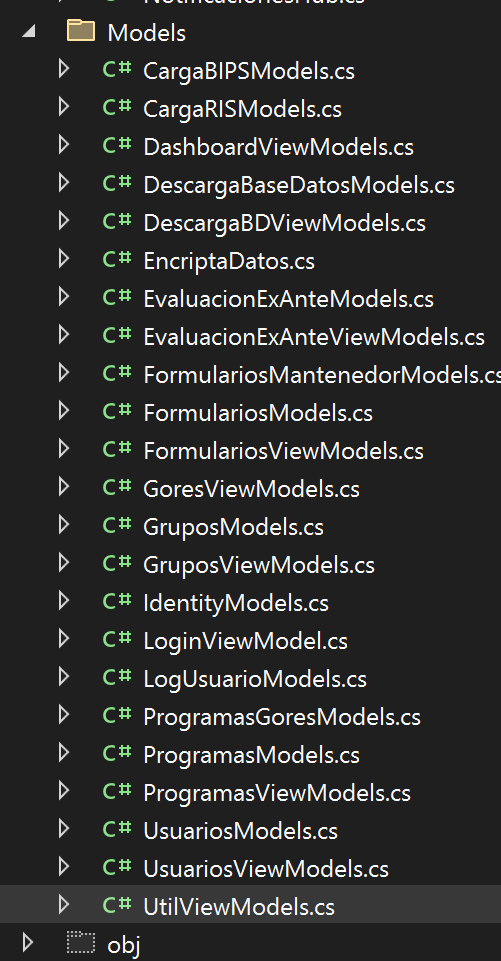 NotificacionesHub.cs
Models
C# CargaBIPSModels.cs
C# CargaRISModels.cs
C# DashboardViewModels.cs
C# DescargaBaseDatosModels.cs
C# DescargaBDViewModels.cs
C# EncriptaDatos.cs
C# EvaluacionExAnteModels.cs
C# EvaluacionExAnteViewModels.cs
C# FormulariosMantenedorModels.cs
C# FormulariosModels.cs
C# FormulariosViewModels.cs
C# GoresViewModels.cs
C# GruposModels.cs
C# GruposViewModels.cs
C# IdentityModels.cs
C# LoginViewModel.cs
C# LogUsuarioModels.cs
C# ProgramasGoresModels.cs
C# ProgramasModels.cs
C# ProgramasViewModels.cs
C# UsuariosModels.cs
C# UsuariosViewModels.cs
C# UtilViewModels.cs
obj